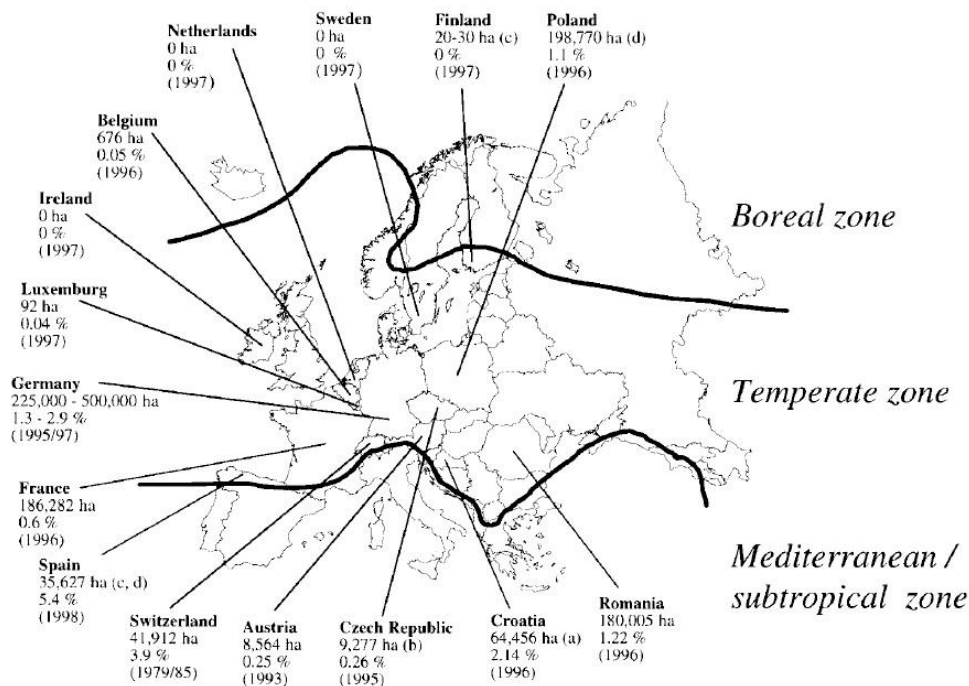 Netherlands
0 ha
0 %
(1997)
Sweden
0 ha
0 %
(1997)
Finland
20-30 ha (c)
0 %
(1997)
Poland
198,770 ha (d)
1.1 %
(1996)
Belgium
676 ha
0.05 %
(1996)
Ireland
0 ha
0 %
(1997)
Boreal zone
Luxemburg
92 ha
0.04 %
(1997)
Germany
225,000 - 500,000 ha
1.3 - 2.9 %
(1995/97)
Temperate zone
France
186,282 ha
0.6 %
(1996)
Spain
35,627 ha (c, d)
5.4 %
(1998)
Mediterranean /
subtropical zone
Switzerland
41,912 ha
3.9 %
(1979/85)
Austria
8,564 ha
0.25 %
(1993)
Czech Republic
9,277 ha (b)
0.26 %
(1995)
Croatia
64,456 ha (a)
2.14 %
(1996)
Romania
180,005 ha
1.22 %
(1996)